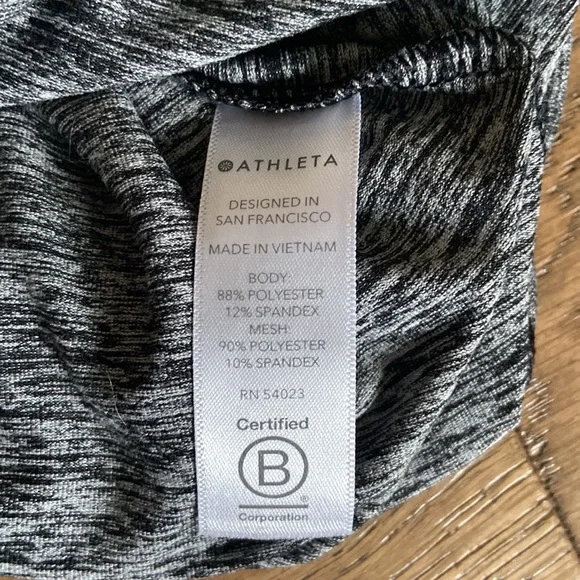 ATHLETA
DESIGNED IN
SAN FRANCISCO
MADE IN VIETNAM
BODY:
88% POLYESTER
12% SPANDEX
MESH:
90% POLYESTER
10% SPANDEX
RN 54023
Certified
B
®
Corporation